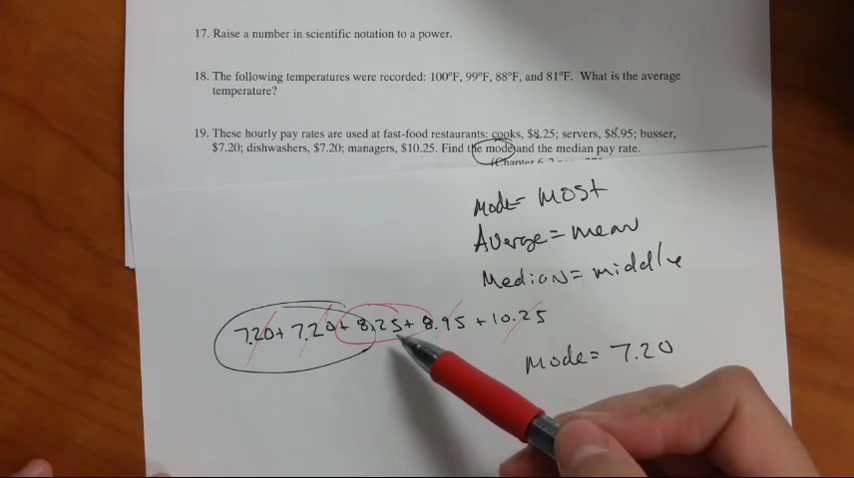 17. Raise a number in scientific notation to a power.
18. The following temperatures were recorded: 100°F, 99°F, 88°F, and 81°F. What is the average
temperature?
19. These hourly pay rates are used at fast-food restaurants: cooks, $8.25; servers, $8.95; busser,
$7.20; dishwashers, $7.20; managers, $10.25. Find the mode and the median pay rate.
Mode= MOST
Averge = mean
Median = middle
7.20+ 7.20+ 8.25+ 8.95 + 10.25
Mode= 7.20